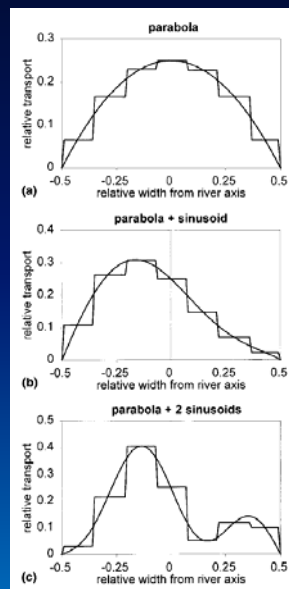 parabola
0.3
0.2
0.1
0
relative transport
-0.5 -0.25 0 0.25 0.5
(a) relative width from river axis
parabola + sinusoid
0.4
0.3
0.2
0.1
0
relative transport
-0.5 -0.25 0 0.25 0.5
(b) relative width from river axis
parabola + 2 sinusoids
0.5
0.4
0.3
0.2
0.1
0
relative transport
-0.5 -0.25 0 0.25 0.5
(c) relative width from river axis